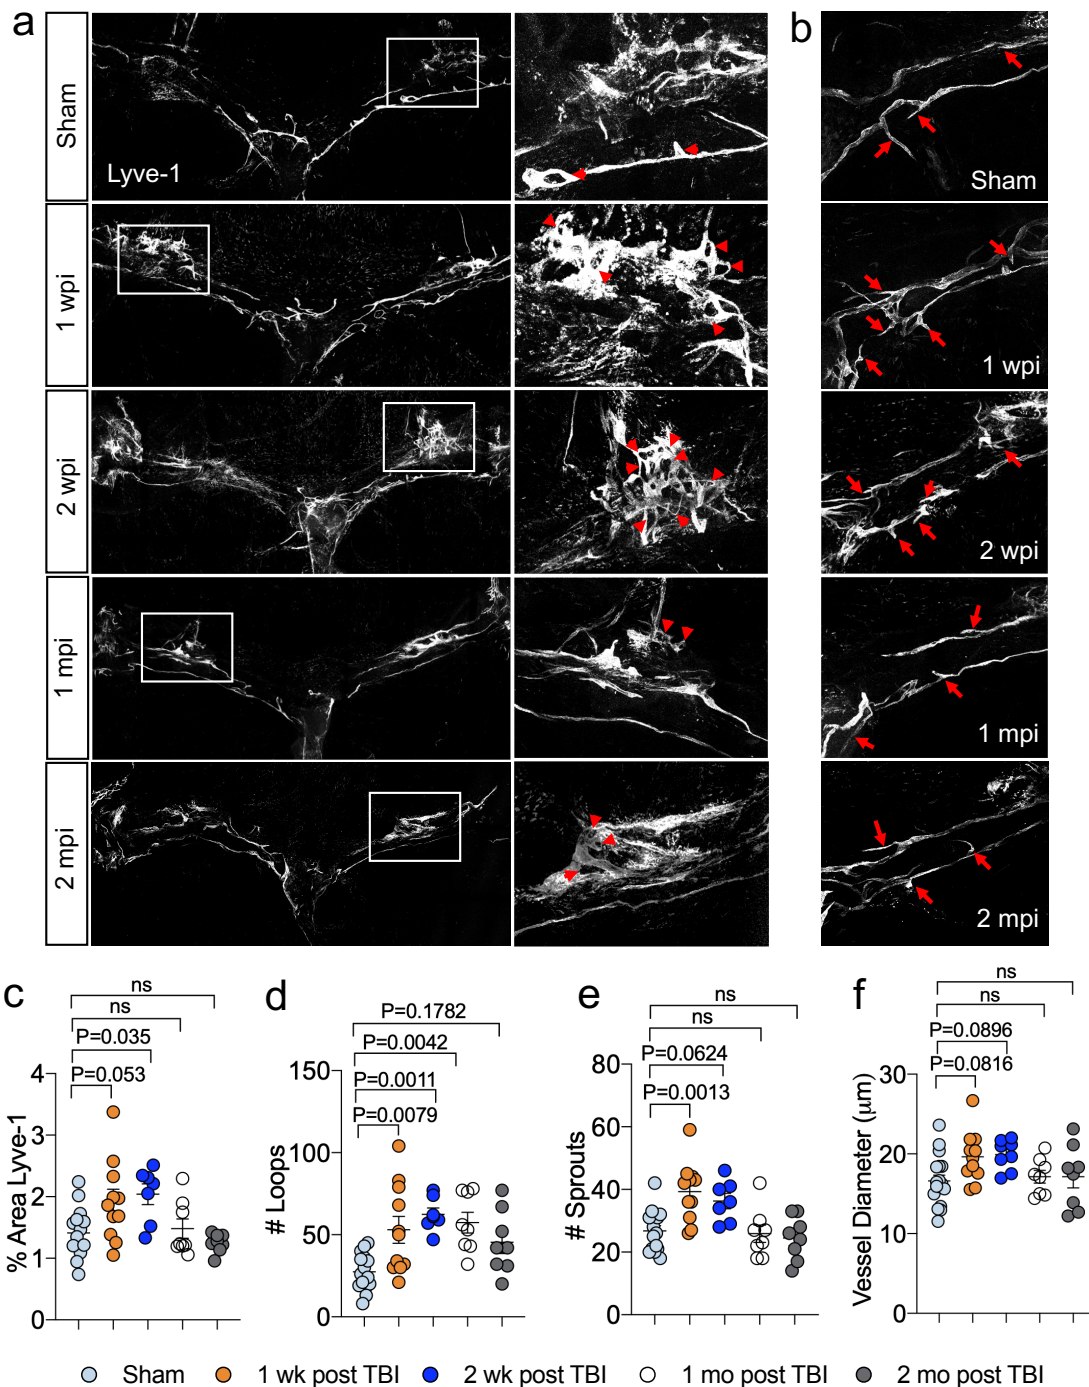 a
b
Sham
Lyve-1
Sham
1 wpi
1 wpi
2 wpi
2 wpi
1 mpi
1 mpi
2 mpi
2 mpi
c
ns
ns
P=0.035
P=0.053
% Area Lyve-1
4
3
2
1
0
d
P=0.1782
P=0.0042
P=0.0011
P=0.0079
# Loops
150
100
50
0
e
ns
ns
P=0.0624
P=0.0013
# Sprouts
80
60
40
20
0
f
ns
ns
P=0.0896
P=0.0816
Vessel Diameter (μm)
30
20
10
0
Sham
1 wk post TBI
2 wk post TBI
1 mo post TBI
2 mo post TBI